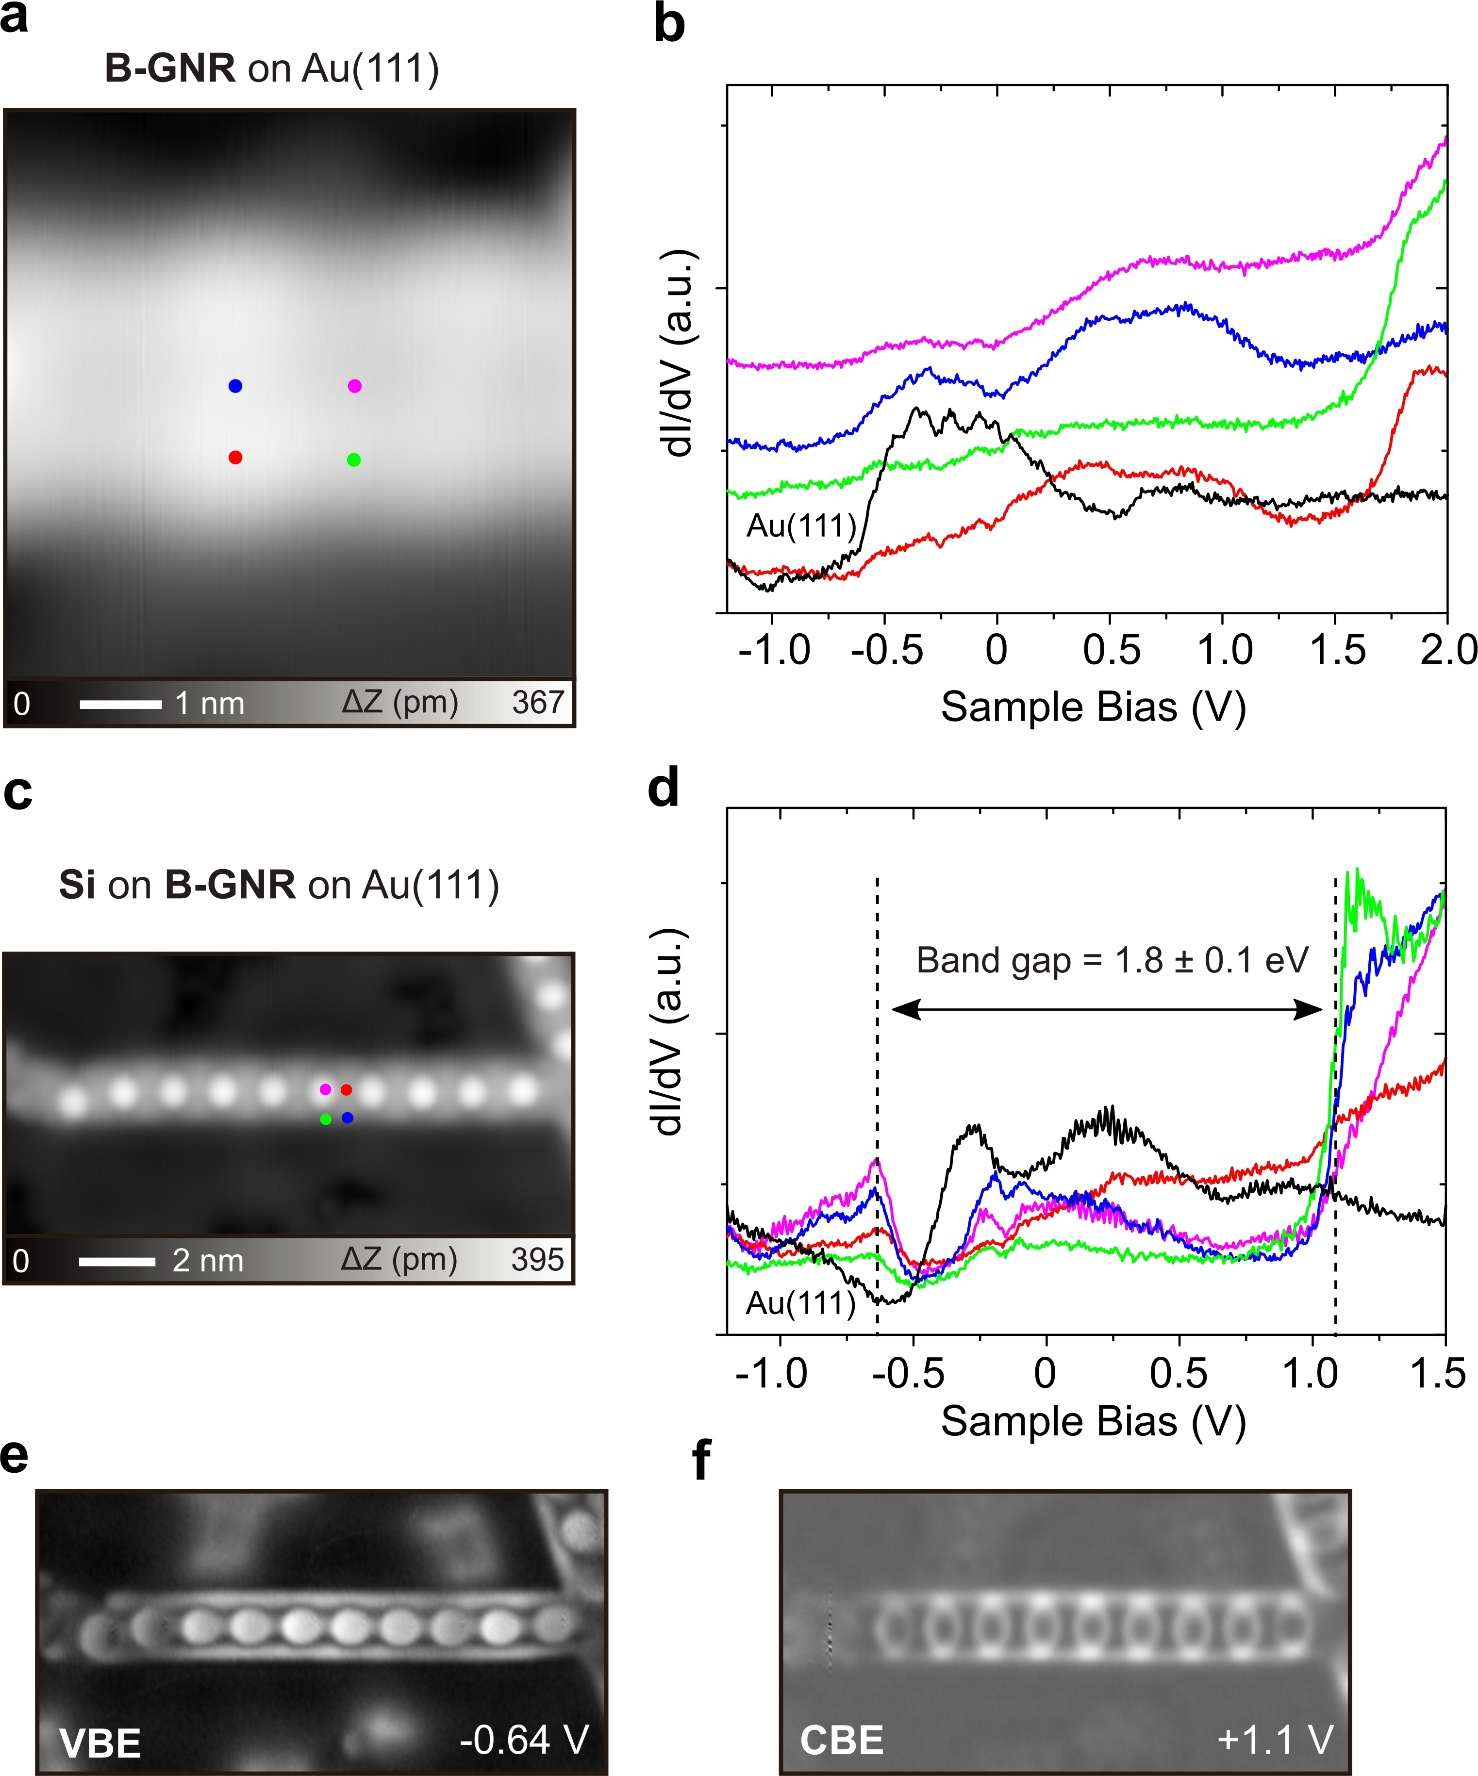 a
B-GNR on Au(111)
0 1 nm ΔZ (pm) 367
b
dI/dV (a.u.)
Au(111)
-1.0 -0.5 0 0.5 1.0 1.5 2.0
Sample Bias (V)
c
Si on B-GNR on Au(111)
0 2 nm ΔZ (pm) 395
d
dI/dV (a.u.)
Band gap = 1.8 ± 0.1 eV
Au(111)
-1.0 -0.5 0 0.5 1.0 1.5
Sample Bias (V)
e
VBE -0.64 V
f
CBE +1.1 V